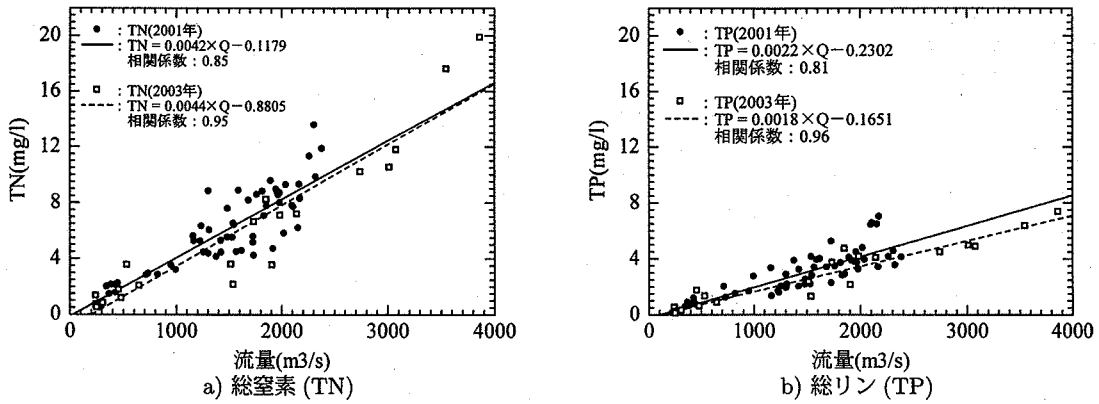 20
16
12
8
4
0
TN(mg/l)
● : TN(2001年)
: TN = 0.0042×Q−0.1179
相関係数 : 0.85
□ : TN(2003年)
: TN = 0.0044×Q−0.8805
相関係数 : 0.95
0 1000 2000 3000 4000
流量(m3/s)
a) 総窒素 (TN)
20
16
12
8
4
0
TP(mg/l)
● : TP(2001年)
: TP = 0.0022×Q−0.2302
相関係数 : 0.81
□ : TP(2003年)
: TP = 0.0018×Q−0.1651
相関係数 : 0.96
0 1000 2000 3000 4000
流量(m3/s)
b) 総リン (TP)